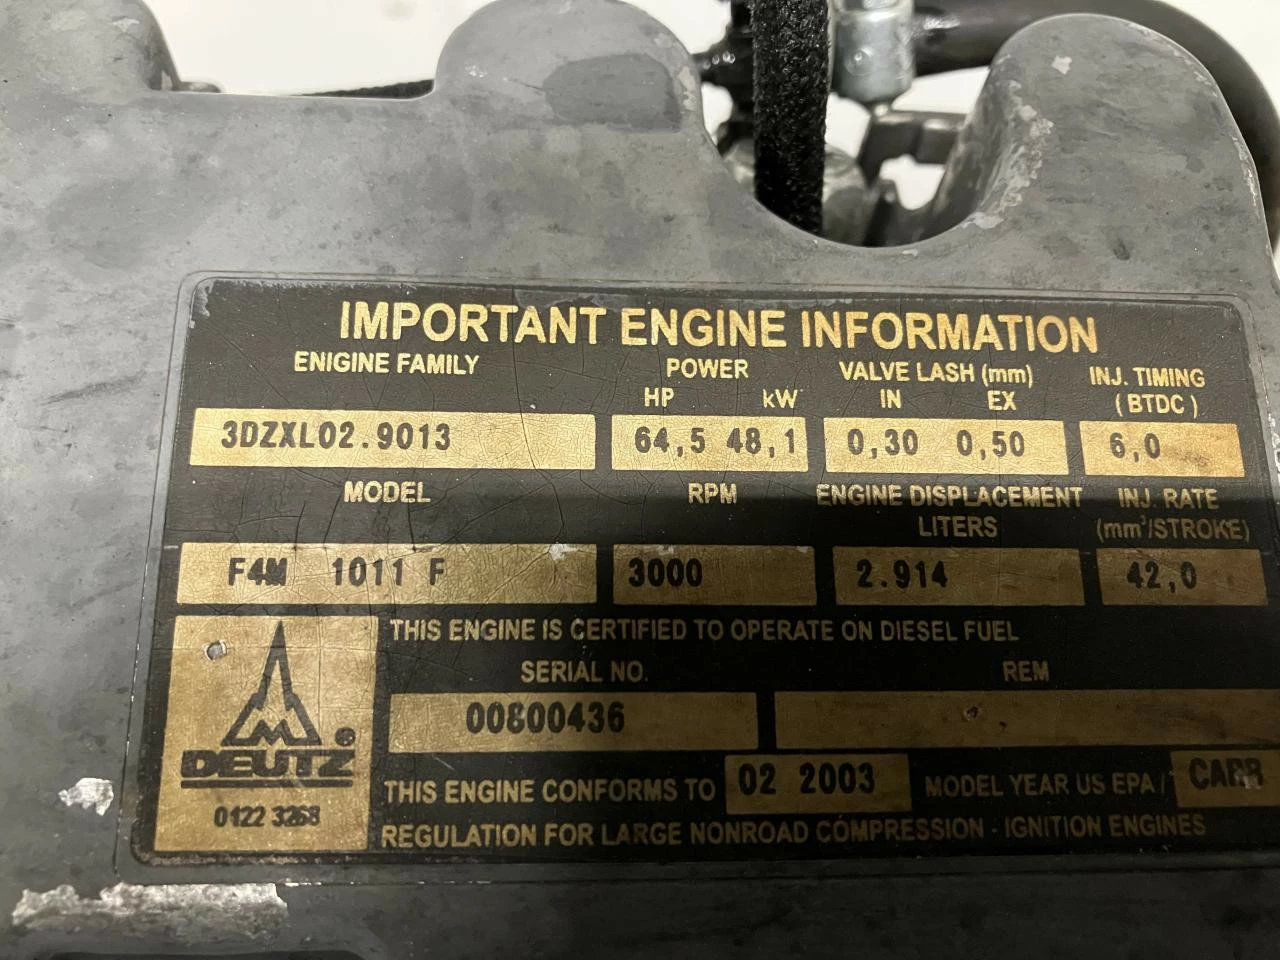 IMPORTANT ENGINE INFORMATION
ENIGINE FAMILY POWER VALVE LASH (mm) INJ. TIMING
HP kW IN EX (BTDC)
3DZXL02.9013 64,5 48,1 0,30 0,50 6,0
MODEL RPM ENGINE DISPLACEMENT INJ. RATE
LITERS (mm³/STROKE)
F4M 1011 F 3000 2.914 42,0
THIS ENGINE IS CERTIFIED TO OPERATE ON DIESEL FUEL
SERIAL NO. REM
00800436
DEUTZ ®
0122 3268
THIS ENGINE CONFORMS TO 02 2003 MODEL YEAR US EPA / CARB
REGULATION FOR LARGE NONROAD COMPRESSION - IGNITION ENGINES